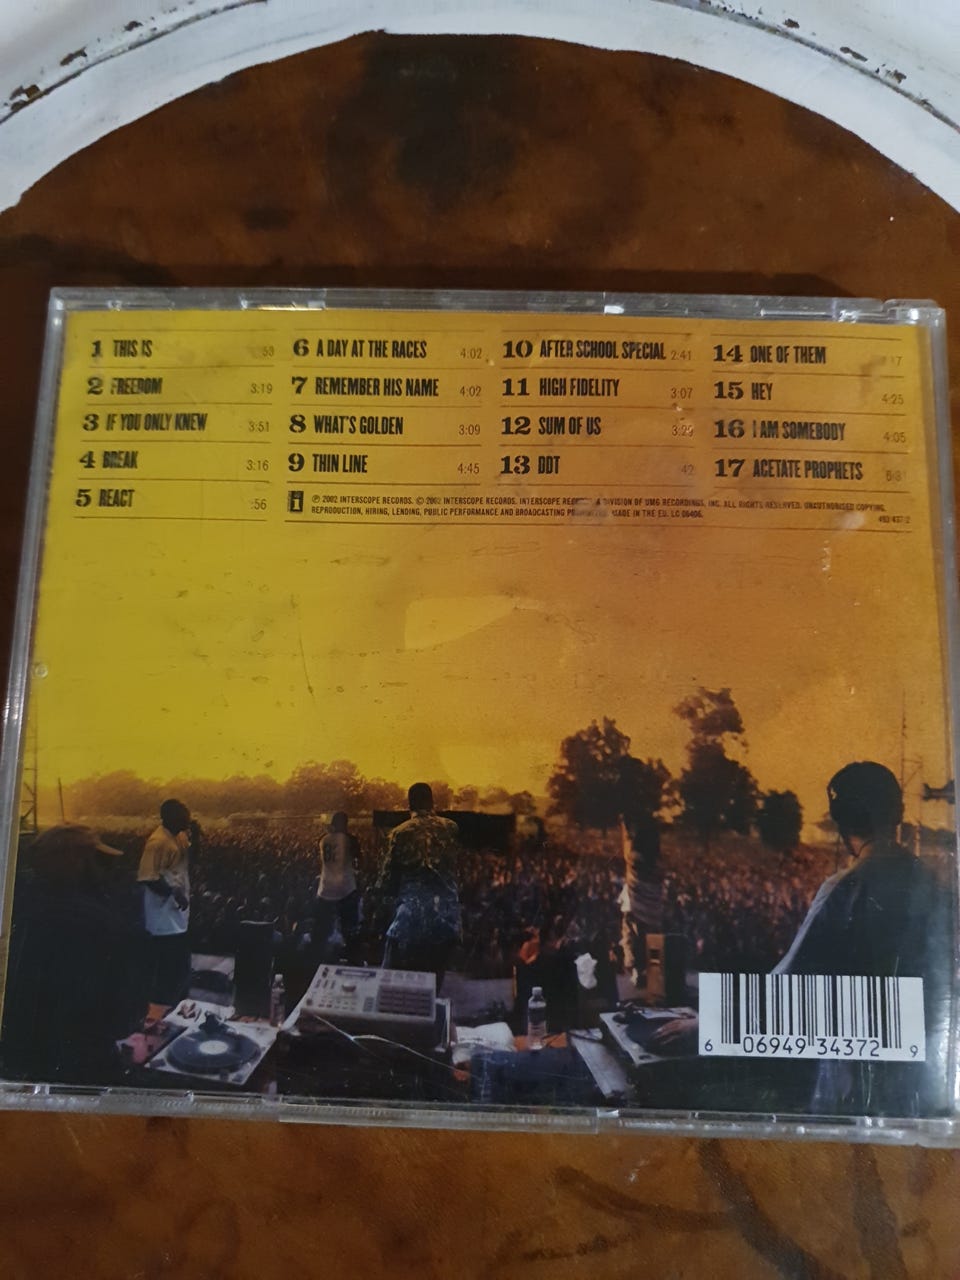 1 THIS IS :53
2 FREEDOM 3:19
3 IF YOU ONLY KNEW 3:51
4 BREAK 3:16
5 REACT :56
6 A DAY AT THE RACES 4:02
7 REMEMBER HIS NAME 4:02
8 WHAT'S GOLDEN 3:09
9 THIN LINE 4:45
10 AFTER SCHOOL SPECIAL 2:41
11 HIGH FIDELITY 3:07
12 SUM OF US 3:29
13 DDT 42
14 ONE OF THEM
15 HEY 4:25
16 I AM SOMEBODY 4:05
17 ACETATE PROPHETS
℗ 2002 INTERSCOPE RECORDS. © 2002 INTERSCOPE RECORDS. INTERSCOPE RECORDS, A DIVISION OF UMG RECORDINGS, INC. ALL RIGHTS RESERVED. UNAUTHORISED COPYING,
REPRODUCTION, HIRING, LENDING, PUBLIC PERFORMANCE AND BROADCASTING PROHIBITED. MADE IN THE EU. LC 06406.
493 437-2
6 06949 34372 9